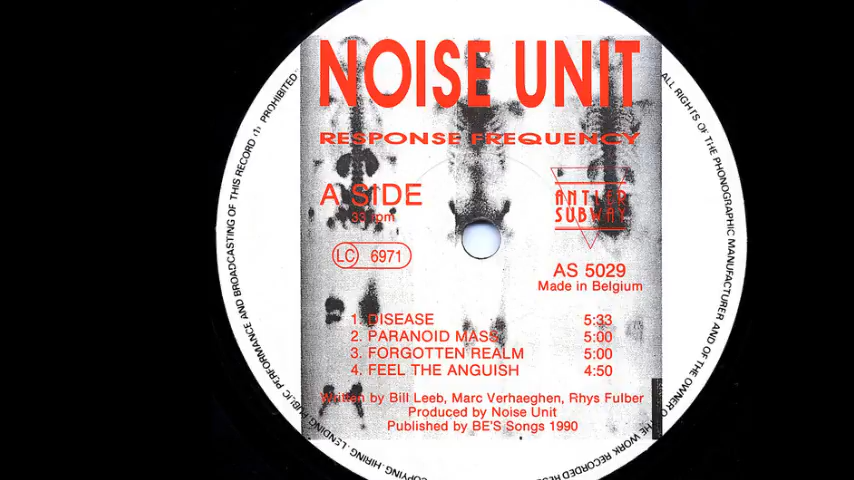 NOISE UNIT
RESPONSE FREQUENCY
A SIDE
33 rpm
LC 6971
ANTLER
SUBWAY
AS 5029
Made in Belgium
1. DISEASE 5:33
2. PARANOID MASS 5:00
3. FORGOTTEN REALM 5:00
4. FEEL THE ANGUISH 4:50
Written by Bill Leeb, Marc Verhaeghen, Rhys Fulber
Produced by Noise Unit
Published by BE'S Songs 1990
ALL RIGHTS OF THE PHONOGRAPHIC MANUFACTURER AND OF THE OWNER OF THE WORK RECORDED
COPYING, HIRING, LENDING, PUBLIC PERFORMANCE AND BROADCASTING OF THIS RECORD (1) PROHIBITED